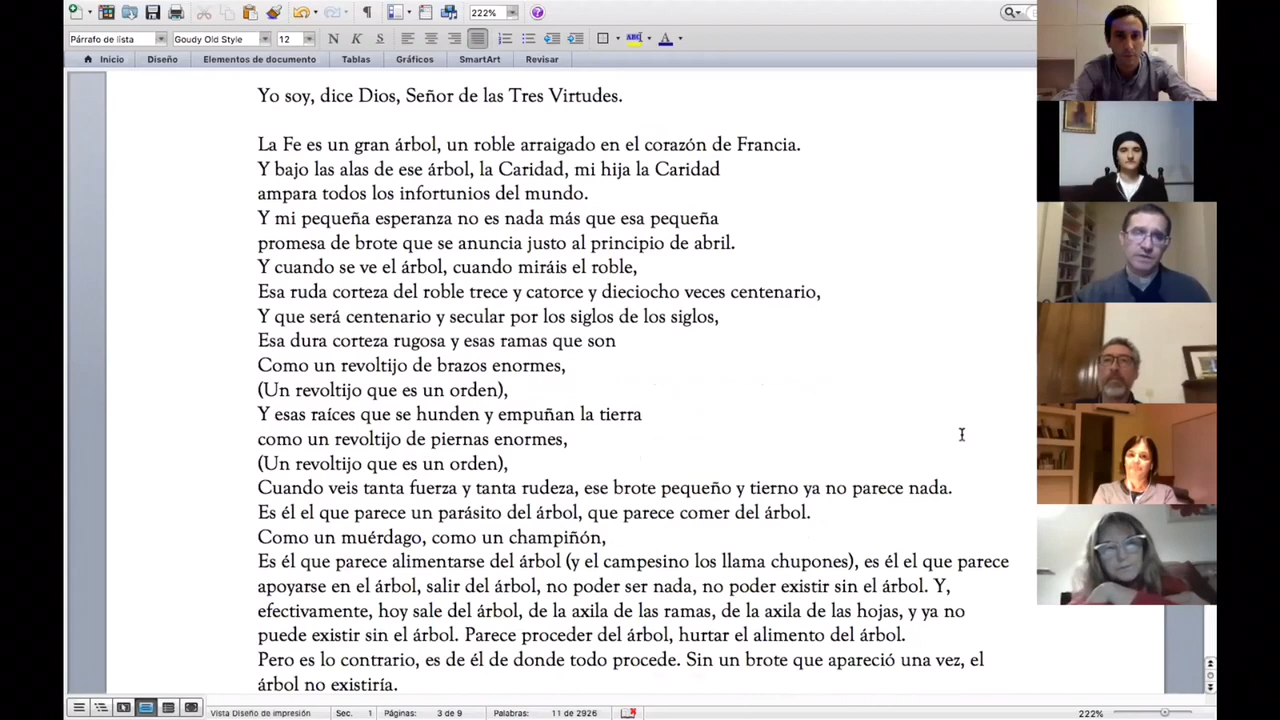 222%
Párrafo de lista
Goudy Old Style
12
N K S
ABC
A
Inicio Diseño Elementos de documento Tablas Gráficos SmartArt Revisar
Yo soy, dice Dios, Señor de las Tres Virtudes.
La Fe es un gran árbol, un roble arraigado en el corazón de Francia.
Y bajo las alas de ese árbol, la Caridad, mi hija la Caridad
ampara todos los infortunios del mundo.
Y mi pequeña esperanza no es nada más que esa pequeña
promesa de brote que se anuncia justo al principio de abril.
Y cuando se ve el árbol, cuando miráis el roble,
Esa ruda corteza del roble trece y catorce y dieciocho veces centenario,
Y que será centenario y secular por los siglos de los siglos,
Esa dura corteza rugosa y esas ramas que son
Como un revoltijo de brazos enormes,
(Un revoltijo que es un orden),
Y esas raíces que se hunden y empuñan la tierra
como un revoltijo de piernas enormes,
(Un revoltijo que es un orden),
Cuando veis tanta fuerza y tanta rudeza, ese brote pequeño y tierno ya no parece nada.
Es él el que parece un parásito del árbol, que parece comer del árbol.
Como un muérdago, como un champiñón,
Es él que parece alimentarse del árbol (y el campesino los llama chupones), es él el que parece
apoyarse en el árbol, salir del árbol, no poder ser nada, no poder existir sin el árbol. Y,
efectivamente, hoy sale del árbol, de la axila de las ramas, de la axila de las hojas, y ya no
puede existir sin el árbol. Parece proceder del árbol, hurtar el alimento del árbol.
Pero es lo contrario, es de él de donde todo procede. Sin un brote que apareció una vez, el
árbol no existiría.
Vista Diseño de impresión Sec. 1 Páginas: 3 de 9 Palabras: 11 de 2926 222%